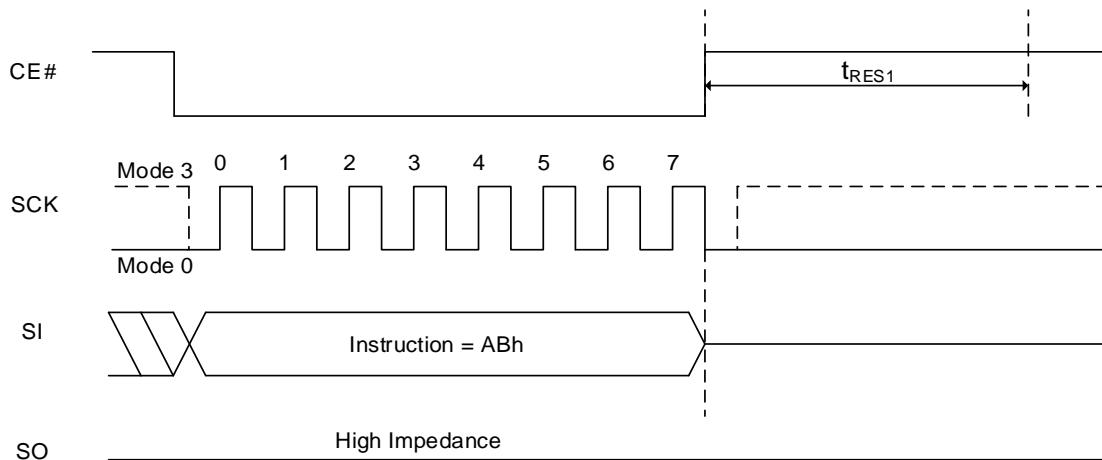 CE#
tRES1
Mode 3
0 1 2 3 4 5 6 7
SCK
Mode 0
SI
Instruction = ABh
High Impedance
SO